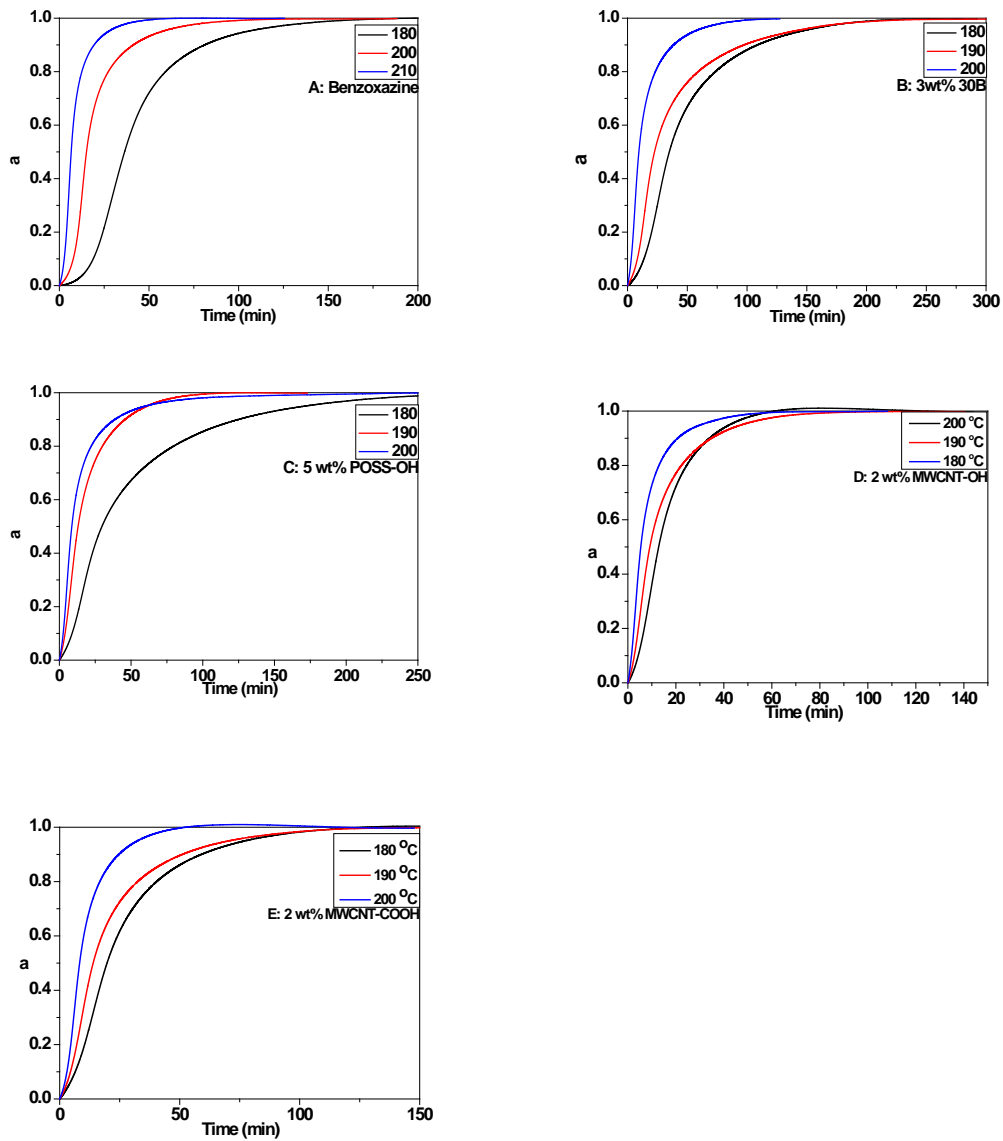 1.0
0.8
0.6
0.4
0.2
0.0
a
180
200
210
A: Benzoxazine
0 50 100 150 200
Time (min)
1.0
0.8
0.6
0.4
0.2
0.0
a
180
190
200
B: 3wt% 30B
0 50 100 150 200 250 300
Time (min)
1.0
0.8
0.6
0.4
0.2
0.0
a
180
190
200
C: 5 wt% POSS-OH
0 50 100 150 200 250
Time (min)
1.0
0.8
0.6
0.4
0.2
0.0
a
200 °C
190 °C
180 °C
D: 2 wt% MWCNT-OH
0 20 40 60 80 100 120 140
Time (min)
1.0
0.8
0.6
0.4
0.2
0.0
a
180 °C
190 °C
200 °C
E: 2 wt% MWCNT-COOH
0 50 100 150
Time (min)